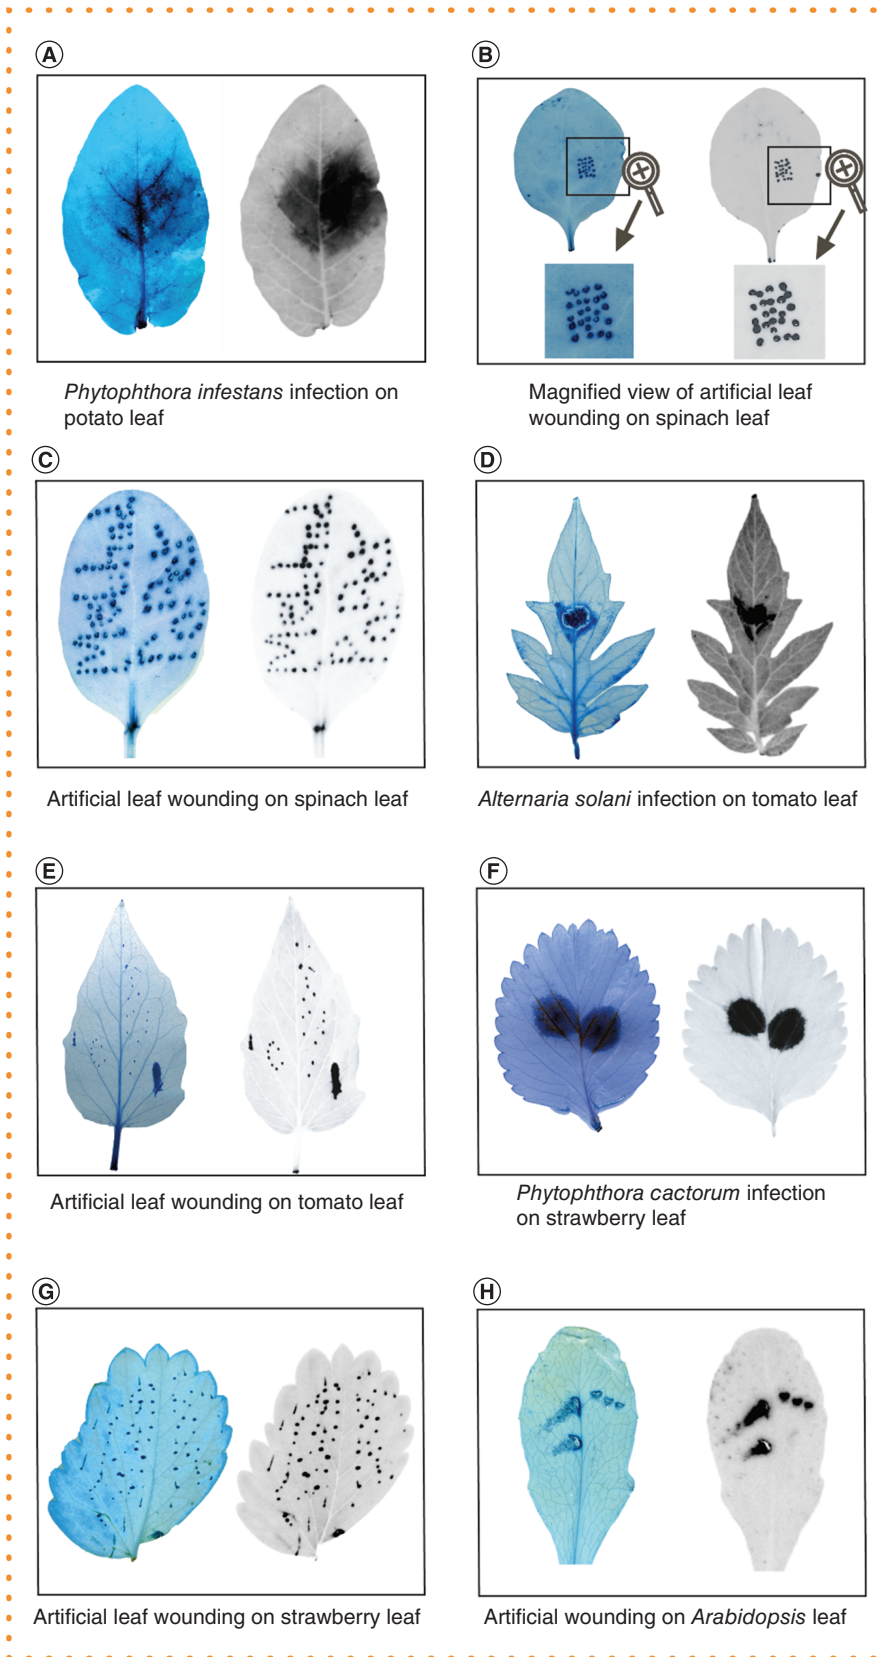 A
B
Phytophthora infestans infection on
potato leaf
Magnified view of artificial leaf
wounding on spinach leaf
C
D
Artificial leaf wounding on spinach leaf
Alternaria solani infection on tomato leaf
E
F
Artificial leaf wounding on tomato leaf
Phytophthora cactorum infection
on strawberry leaf
G
H
Artificial leaf wounding on strawberry leaf
Artificial wounding on Arabidopsis leaf